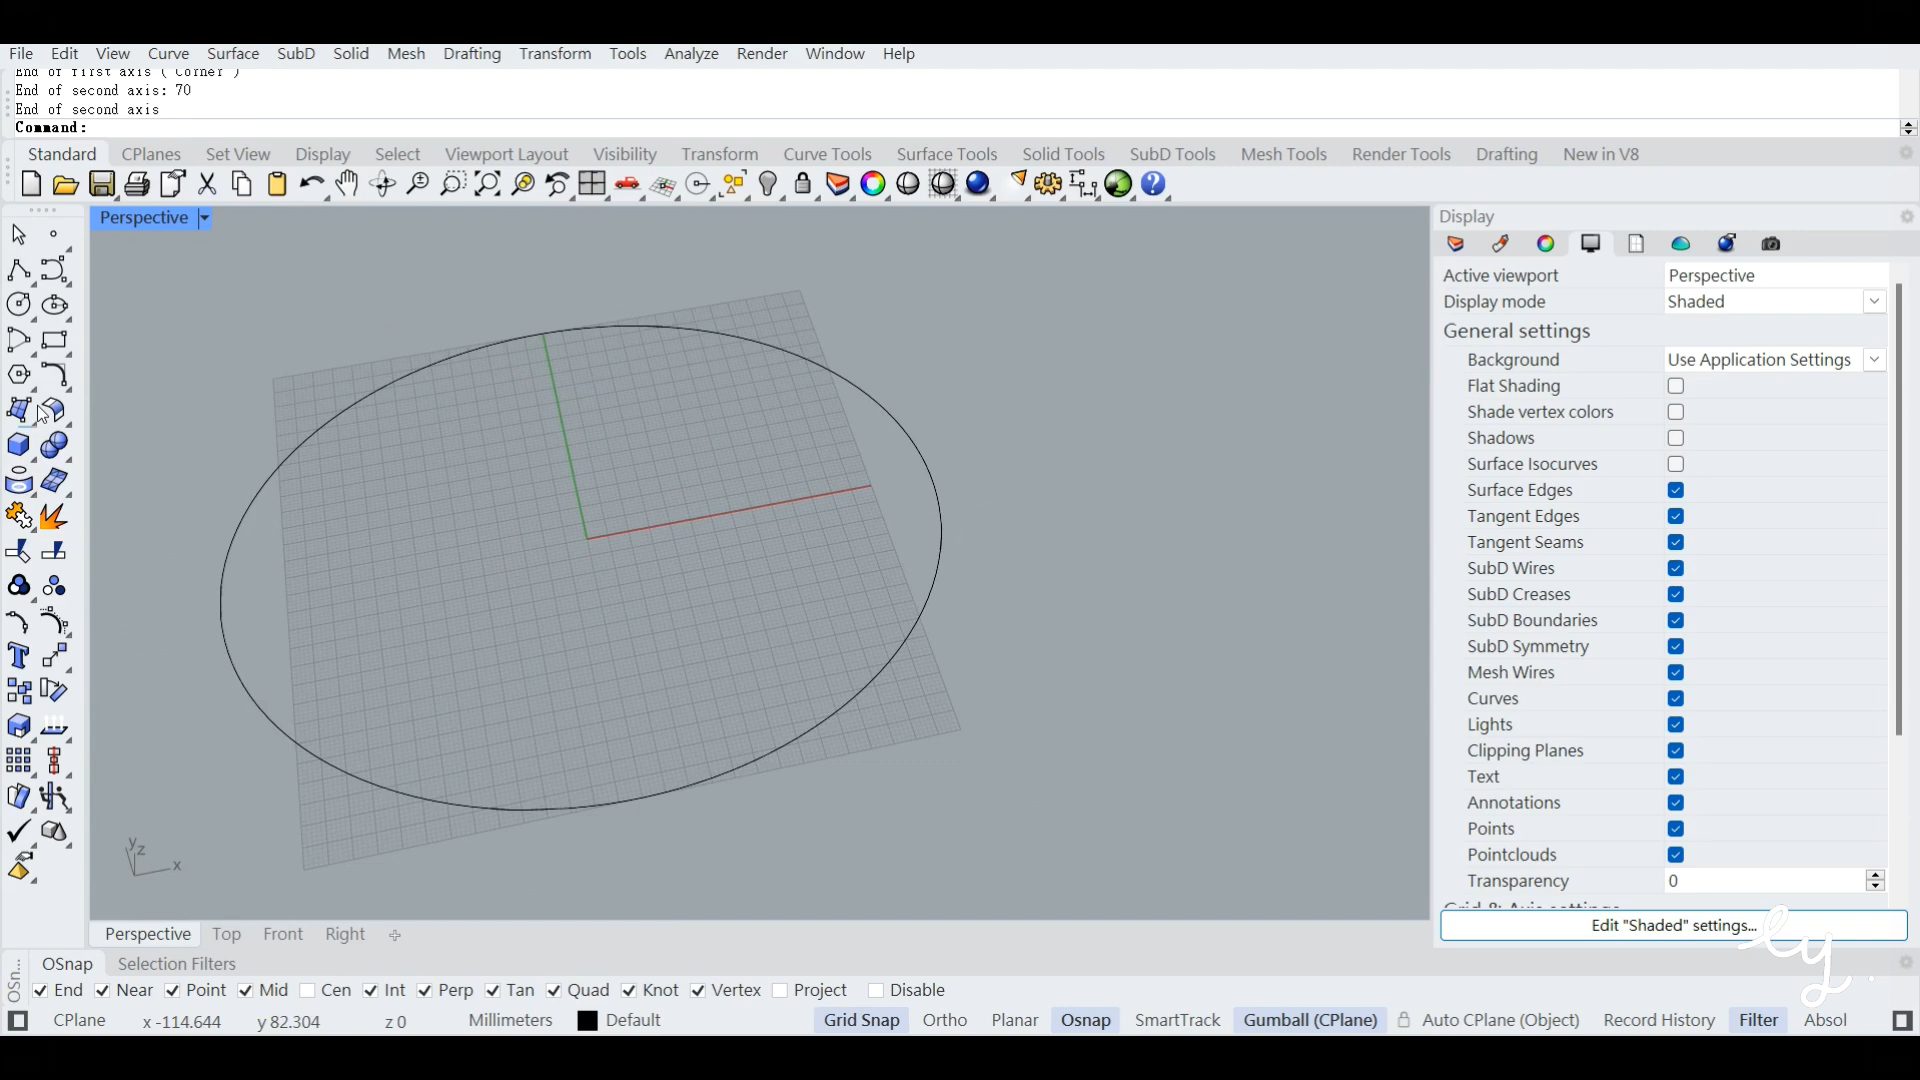 File Edit View Curve Surface SubD Solid Mesh Drafting Transform Tools Analyze Render Window Help
End of first axis ( Corner )
End of second axis: 70
End of second axis
Command:
Standard CPlanes Set View Display Select Viewport Layout Visibility Transform Curve Tools Surface Tools Solid Tools SubD Tools Mesh Tools Render Tools Drafting New in V8
Perspective
Display
Active viewport Perspective
Display mode Shaded
General settings
Background Use Application Settings
Flat Shading
Shade vertex colors
Shadows
Surface Isocurves
Surface Edges
Tangent Edges
Tangent Seams
SubD Wires
SubD Creases
SubD Boundaries
SubD Symmetry
Mesh Wires
Curves
Lights
Clipping Planes
Text
Annotations
Points
Pointclouds
Transparency 0
Edit "Shaded" settings...
y
z
x
Perspective Top Front Right
OSnap Selection Filters
OSn...
End Near Point Mid Cen Int Perp Tan Quad Knot Vertex Project Disable
CPlane x -114.644 y 82.304 z 0 Millimeters Default Grid Snap Ortho Planar Osnap SmartTrack Gumball (CPlane) Auto CPlane (Object) Record History Filter Absol
ly.